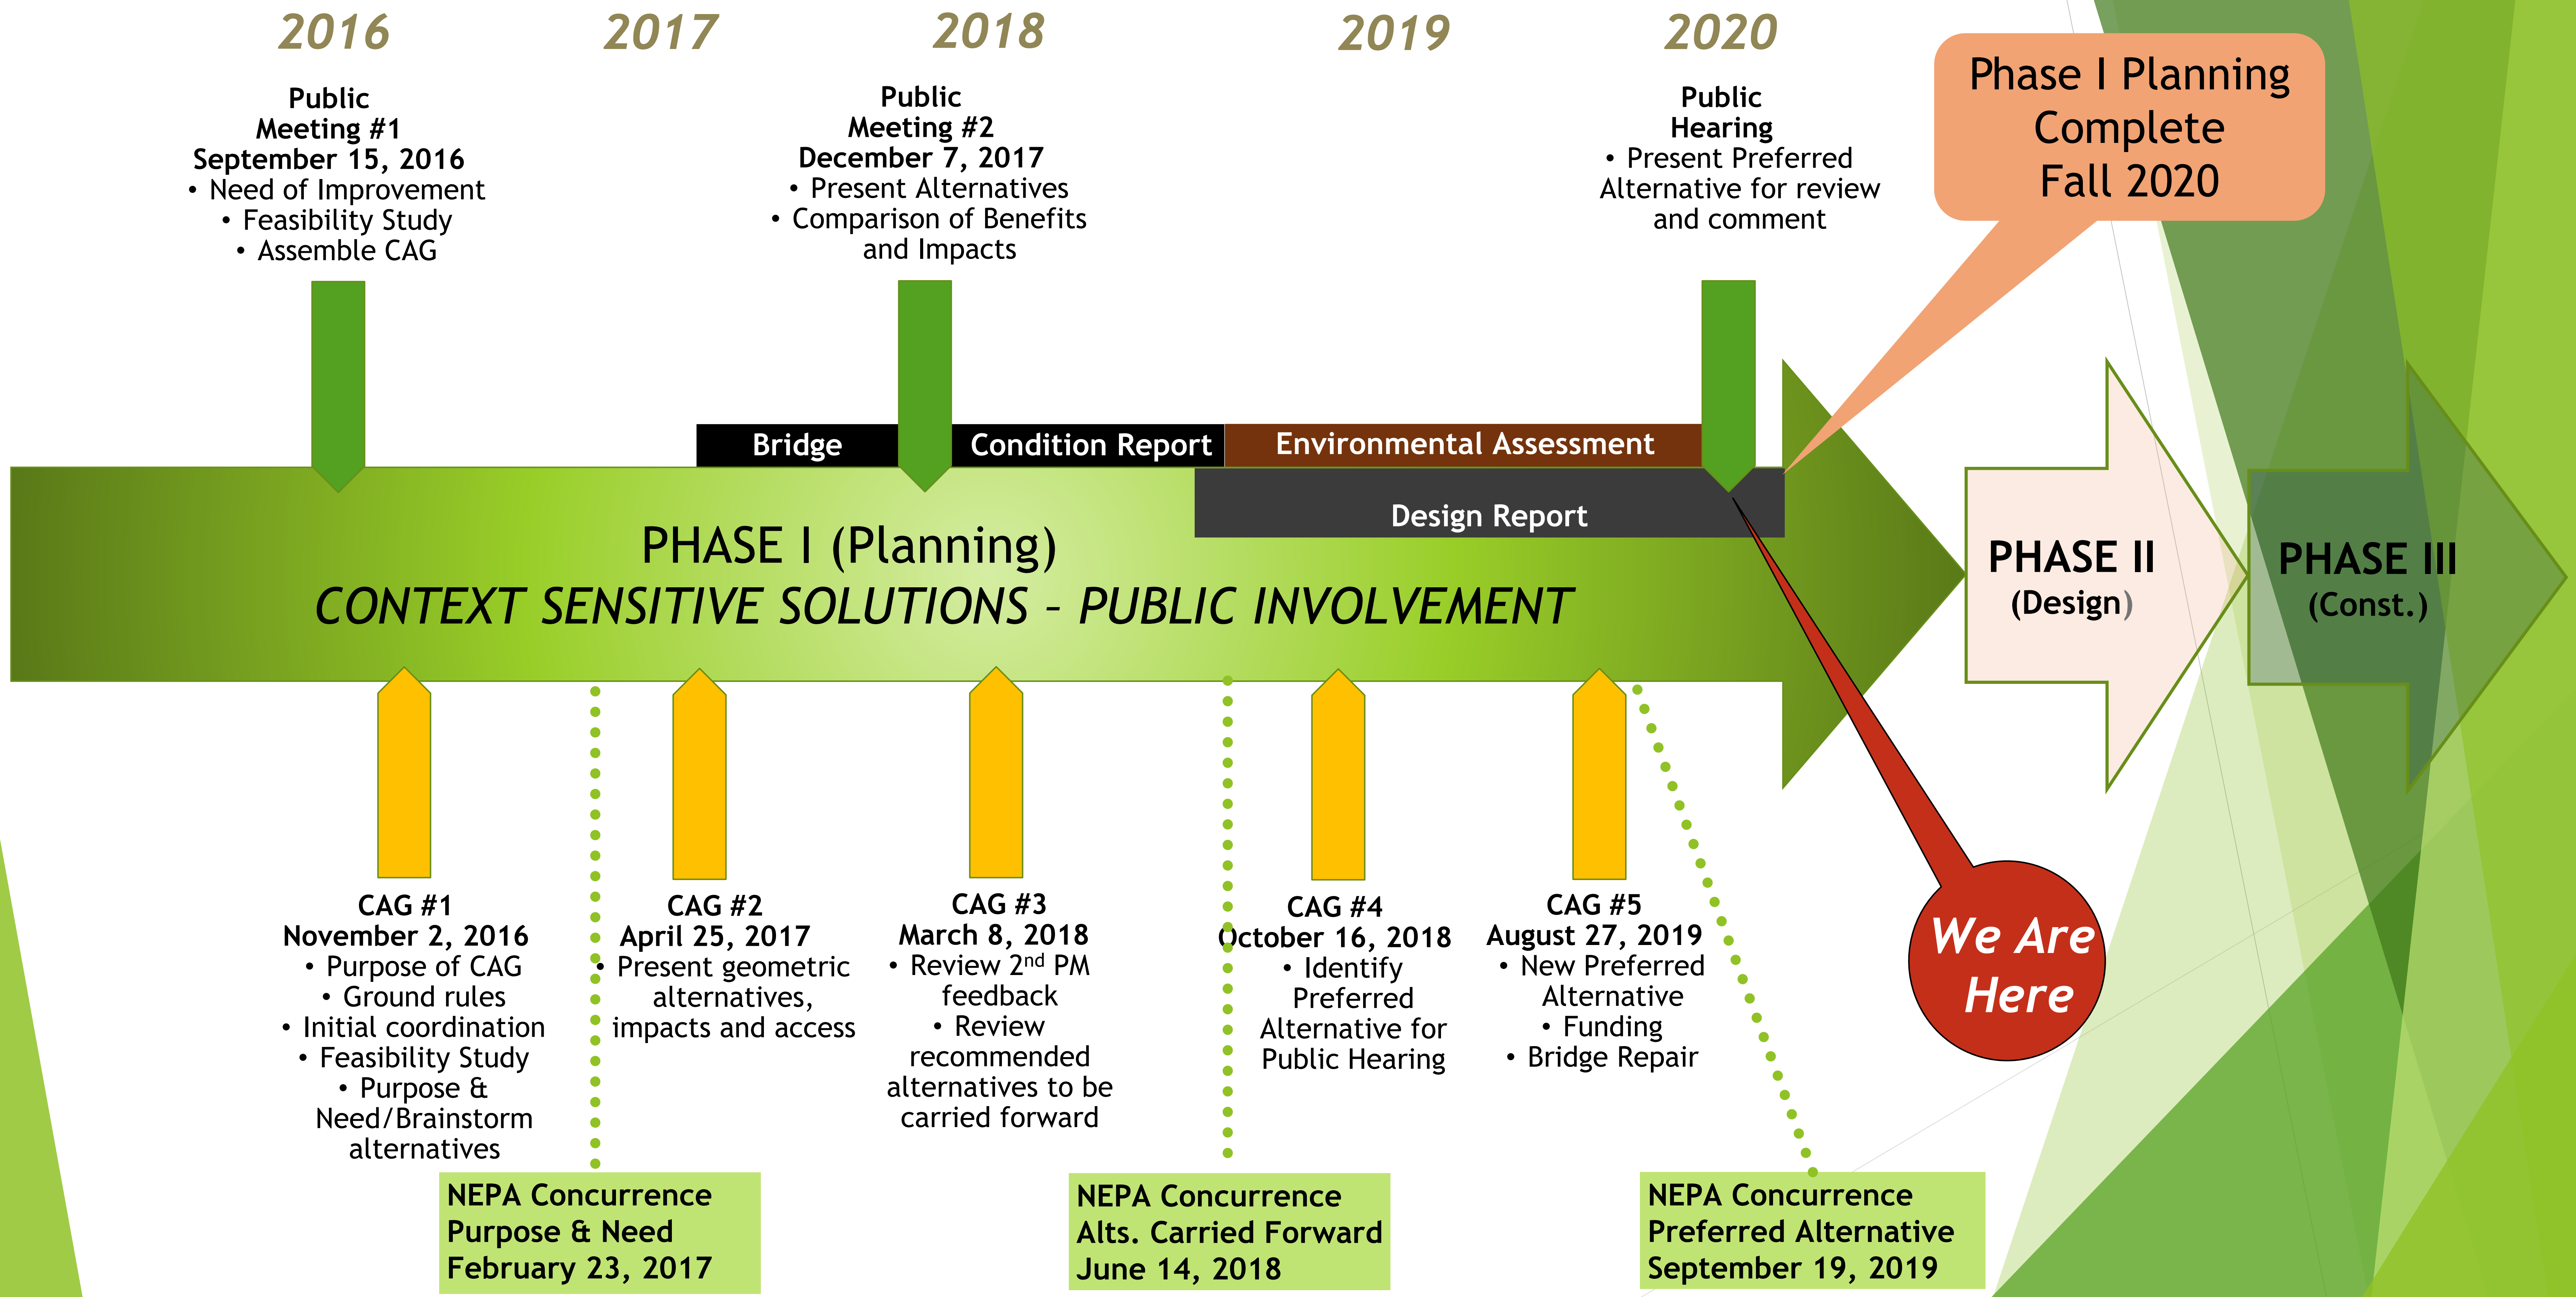 2016
2017
2018
2019
2020
Public
Meeting #1
September 15, 2016
• Need of Improvement
• Feasibility Study
• Assemble CAG
Public
Meeting #2
December 7, 2017
• Present Alternatives
• Comparison of Benefits
and Impacts
Public
Hearing
• Present Preferred
Alternative for review
and comment
Phase I Planning
Complete
Fall 2020
Bridge
Condition Report
Environmental Assessment
Design Report
PHASE I (Planning)
CONTEXT SENSITIVE SOLUTIONS – PUBLIC INVOLVEMENT
PHASE II
(Design)
PHASE III
(Const.)
CAG #1
November 2, 2016
• Purpose of CAG
• Ground rules
• Initial coordination
• Feasibility Study
• Purpose &
Need/Brainstorm
alternatives
CAG #2
April 25, 2017
• Present geometric
alternatives,
impacts and access
CAG #3
March 8, 2018
• Review 2nd PM
feedback
• Review
recommended
alternatives to be
carried forward
CAG #4
October 16, 2018
• Identify
Preferred
Alternative for
Public Hearing
CAG #5
August 27, 2019
• New Preferred
Alternative
• Funding
• Bridge Repair
We Are
Here
NEPA Concurrence
Purpose & Need
February 23, 2017
NEPA Concurrence
Alts. Carried Forward
June 14, 2018
NEPA Concurrence
Preferred Alternative
September 19, 2019